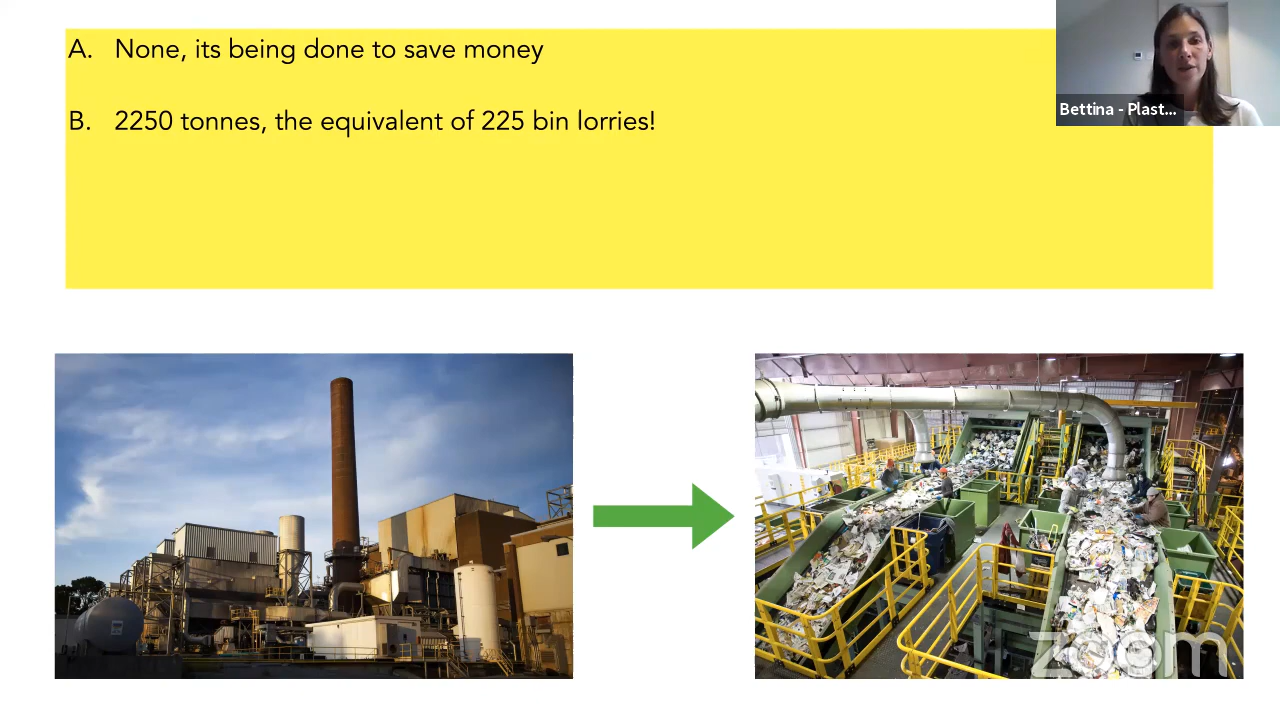 A. None, its being done to save money
B. 2250 tonnes, the equivalent of 225 bin lorries!
Bettina - Plast...
zoom